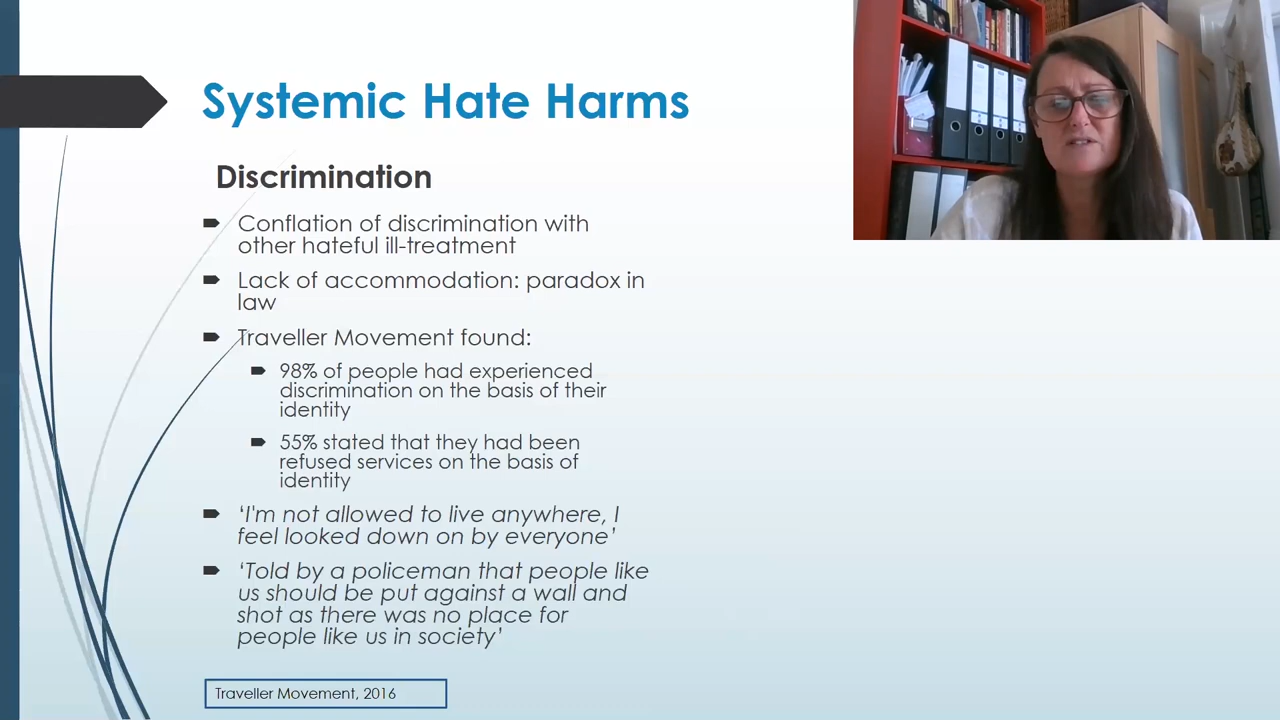 Systemic Hate Harms
Discrimination
Conflation of discrimination with
other hateful ill-treatment
Lack of accommodation: paradox in
law
Traveller Movement found:
98% of people had experienced
discrimination on the basis of their
identity
55% stated that they had been
refused services on the basis of
identity
‘I'm not allowed to live anywhere, I
feel looked down on by everyone’
‘Told by a policeman that people like
us should be put against a wall and
shot as there was no place for
people like us in society’
Traveller Movement, 2016